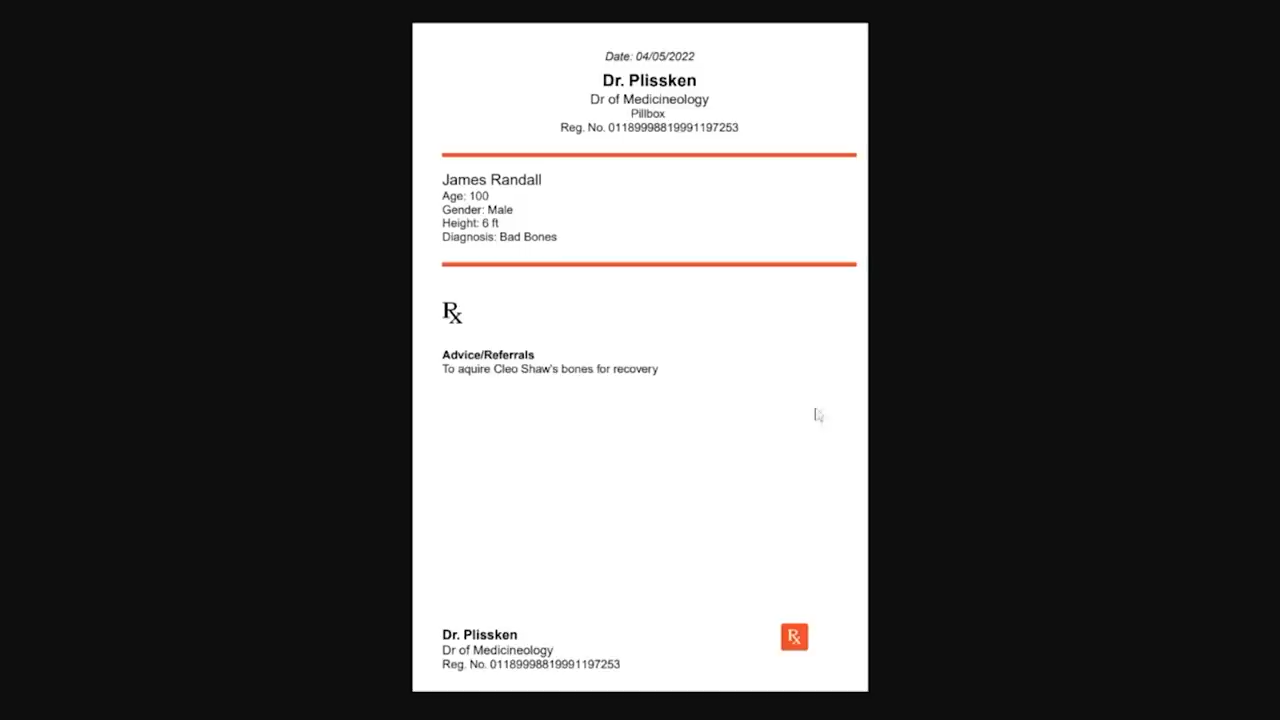 Date: 04/05/2022
Dr. Plissken
Dr of Medicineology
Pillbox
Reg. No. 01189998819991197253
James Randall
Age: 100
Gender: Male
Height: 6 ft
Diagnosis: Bad Bones
Rx
Advice/Referrals
To aquire Cleo Shaw's bones for recovery
Dr. Plissken
Dr of Medicineology
Reg. No. 01189998819991197253
Rx